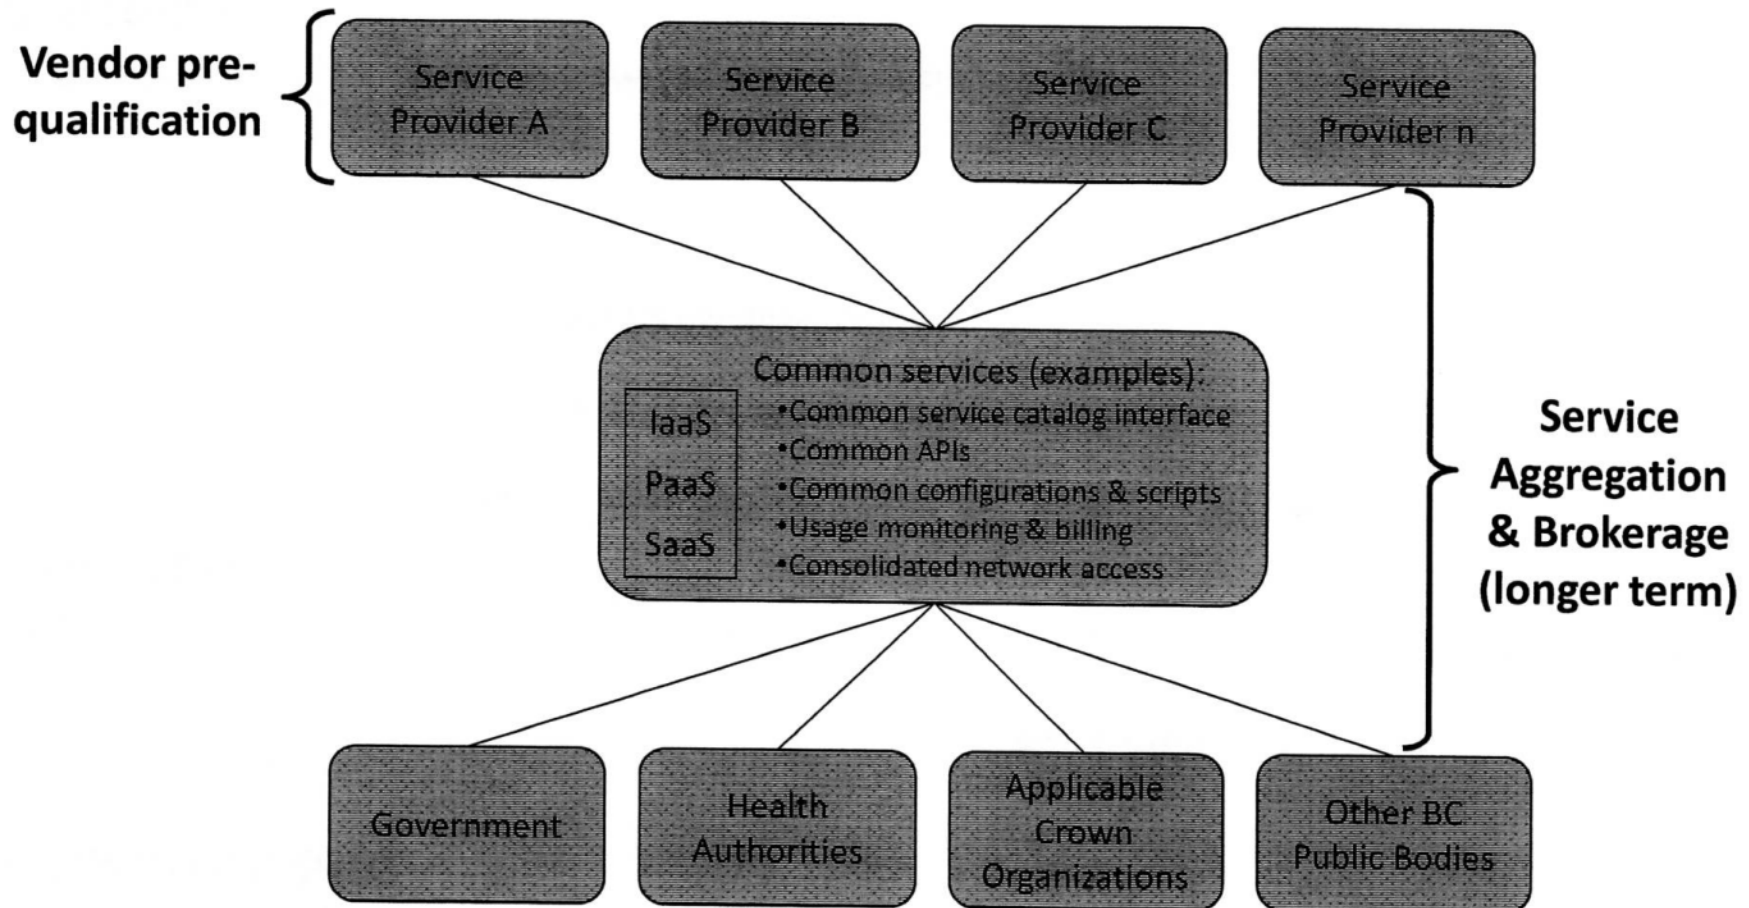 Vendor pre-
qualification
Service
Provider A
Service
Provider B
Service
Provider C
Service
Provider n
Common services (examples):
IaaS
PaaS
SaaS
•Common service catalog interface
•Common APIs
•Common configurations & scripts
•Usage monitoring & billing
•Consolidated network access
Service
Aggregation
& Brokerage
(longer term)
Government
Health
Authorities
Applicable
Crown
Organizations
Other BC
Public Bodies